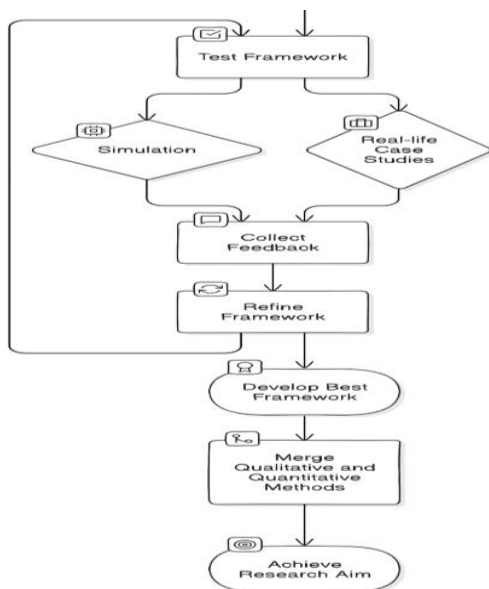 Test Framework
Simulation
Real-life
Case
Studies
Collect
Feedback
Refine
Framework
Develop Best
Framework
Merge
Qualitative and
Quantitative
Methods
Achieve
Research Aim